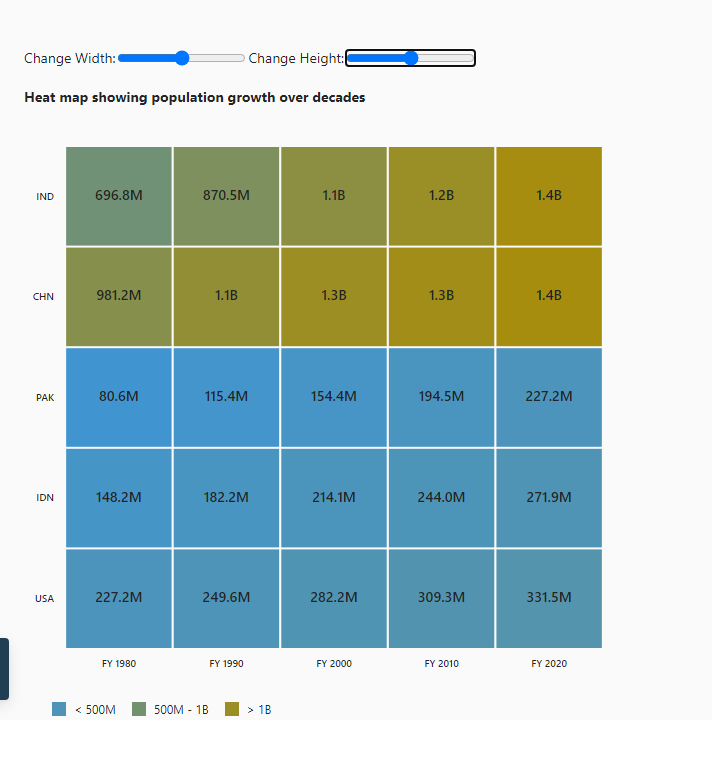 Change Width: Change Height:
Heat map showing population growth over decades
IND 696.8M 870.5M 1.1B 1.2B 1.4B
CHN 981.2M 1.1B 1.3B 1.3B 1.4B
PAK 80.6M 115.4M 154.4M 194.5M 227.2M
IDN 148.2M 182.2M 214.1M 244.0M 271.9M
USA 227.2M 249.6M 282.2M 309.3M 331.5M
FY 1980 FY 1990 FY 2000 FY 2010 FY 2020
< 500M 500M - 1B > 1B